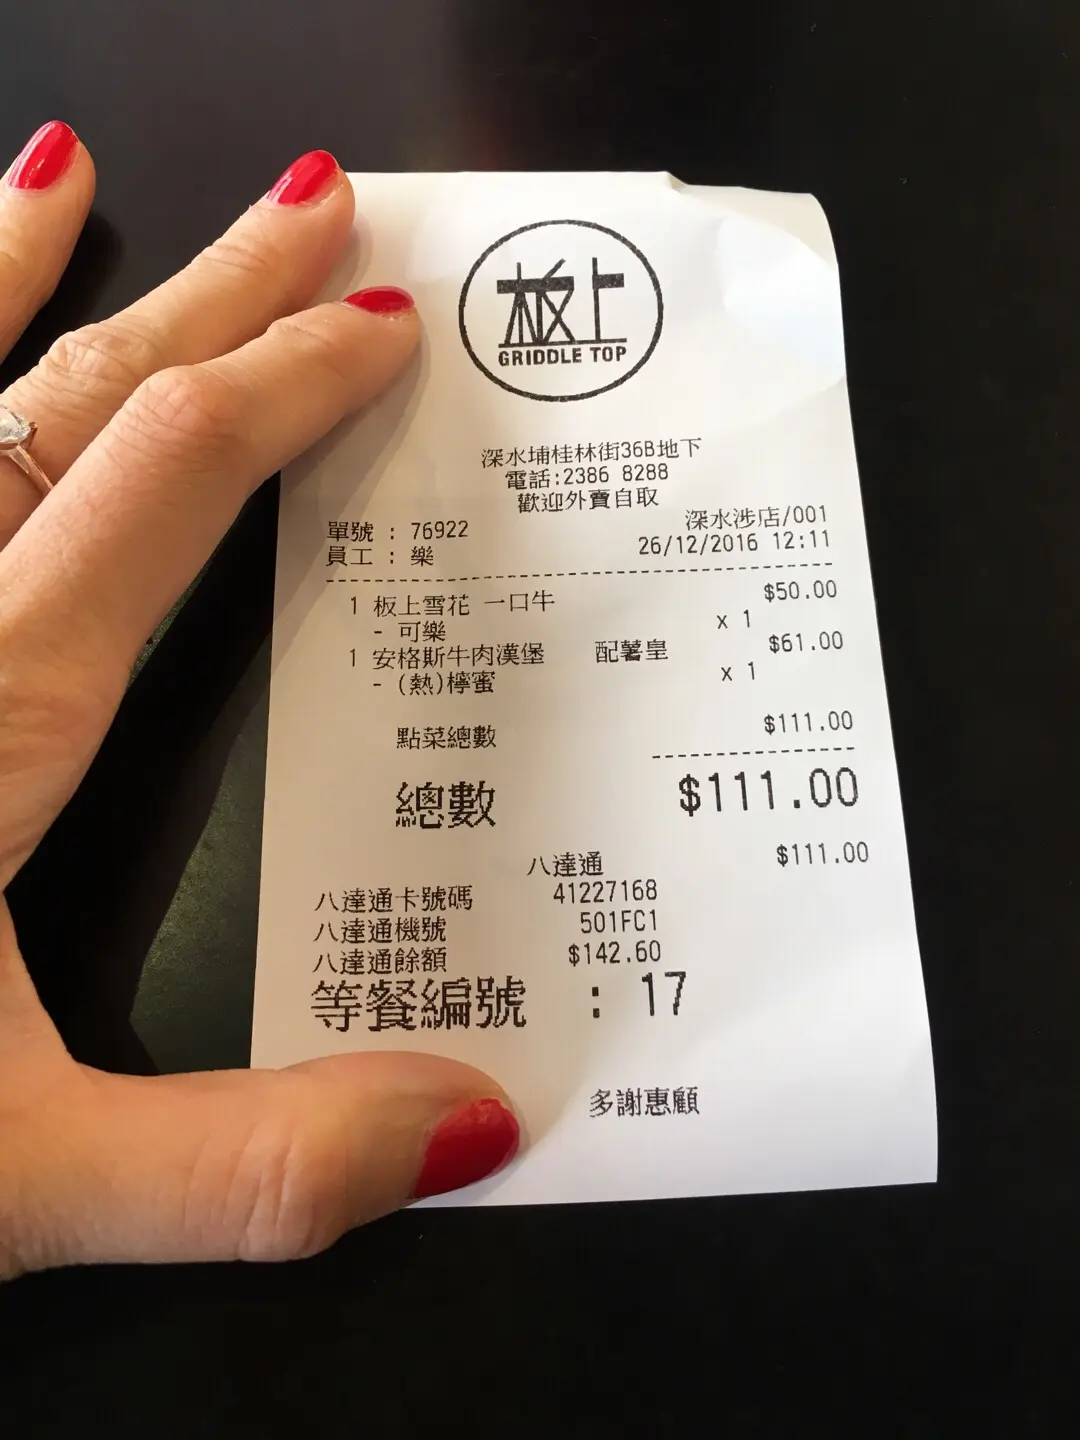 板上
GRIDDLE TOP
深水埔桂林街36B地下
電話:2386 8288
歡迎外賣自取
單號 : 76922 深水涉店/001
員工 : 樂 26/12/2016 12:11
1 板上雪花 一口牛 $50.00
- 可樂 x 1
1 安格斯牛肉漢堡 配薯皇 $61.00
- (熱)檸蜜 x 1
點菜總數 $111.00
總數 $111.00
八達通 $111.00
八達通卡號碼 41227168
八達通機號 501FC1
八達通餘額 $142.60
等餐編號 : 17
多謝惠顧